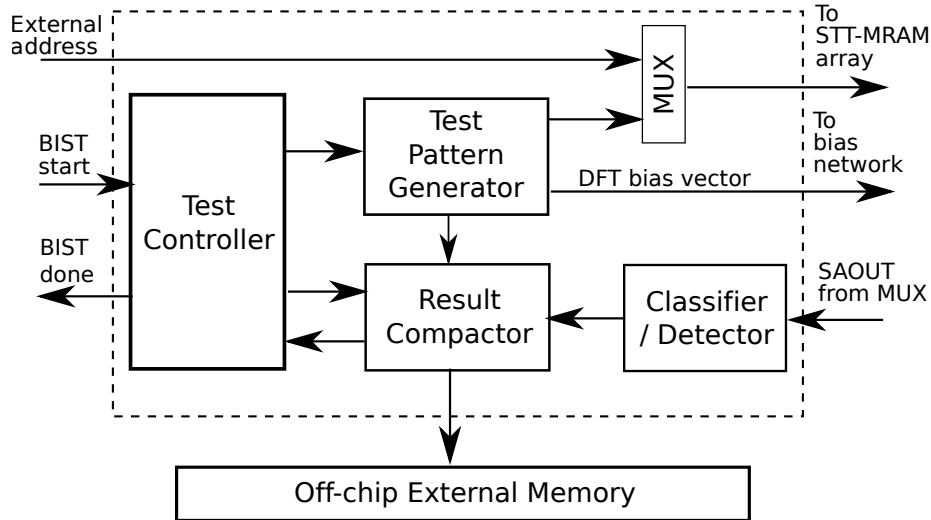 External
address
To
STT-MRAM
array
MUX
BIST
start
Test
Pattern
Generator
To
bias
network
DFT bias vector
Test
Controller
BIST
done
Result
Compactor
Classifier
/ Detector
SAOUT
from MUX
Off-chip External Memory